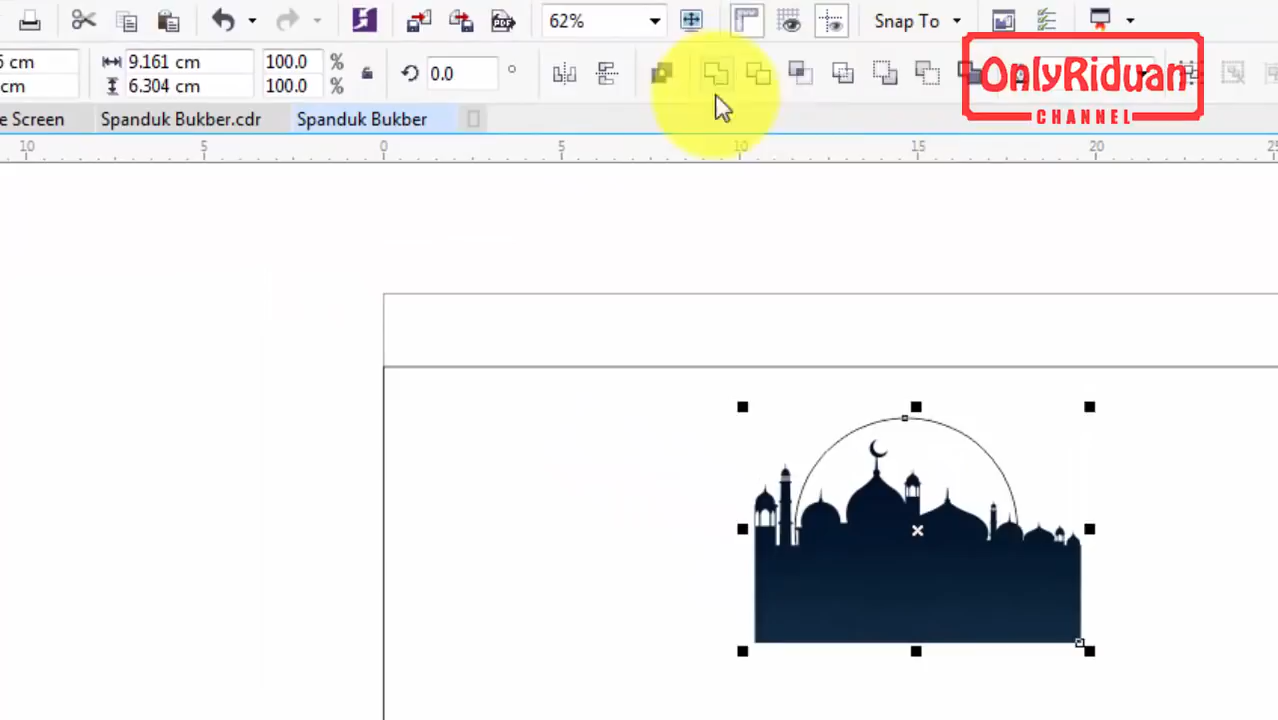 62%
Snap To
cm
9.161 cm
100.0
%
cm
6.304 cm
100.0
%
0.0
°
OnlyRiduan
CHANNEL
e Screen
Spanduk Bukber.cdr
Spanduk Bukber
10
5
0
5
10
15
20